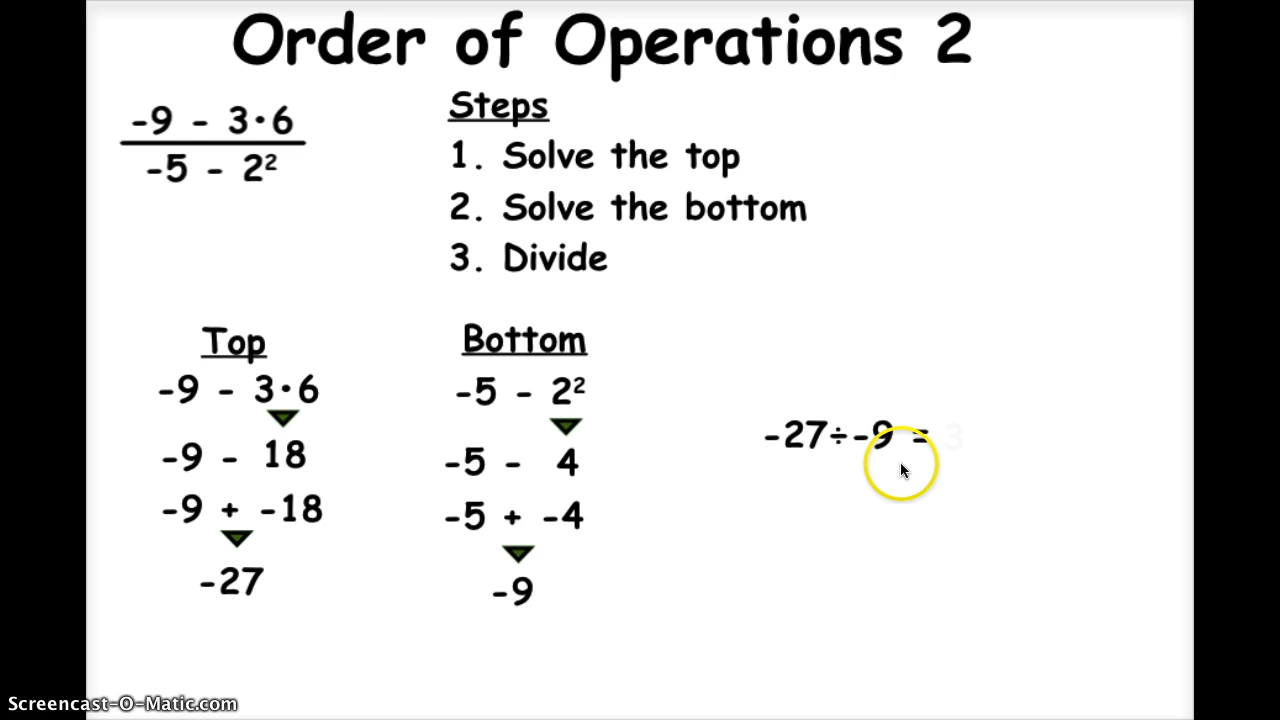 Order of Operations 2
-9 - 3·6
-5 - 2²
Steps
1. Solve the top
2. Solve the bottom
3. Divide
Top
-9 - 3·6
-9 - 18
-9 + -18
-27
Bottom
-5 - 2²
-5 - 4
-5 + -4
-9
-27÷-9 = 3
Screencast-O-Matic.com